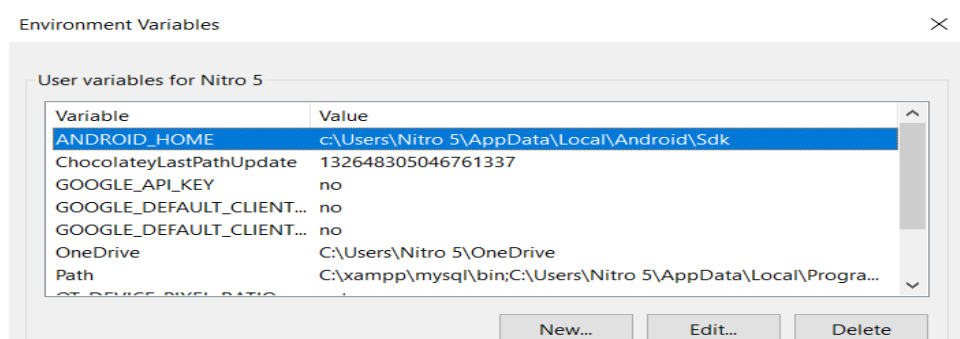 Environment Variables
User variables for Nitro 5
Variable Value
ANDROID_HOME c:\Users\Nitro 5\AppData\Local\Android\Sdk
ChocolateyLastPathUpdate 132648305046761337
GOOGLE_API_KEY no
GOOGLE_DEFAULT_CLIENT... no
GOOGLE_DEFAULT_CLIENT... no
OneDrive C:\Users\Nitro 5\OneDrive
Path C:\xampp\mysql\bin;C:\Users\Nitro 5\AppData\Local\Progra...
New... Edit... Delete